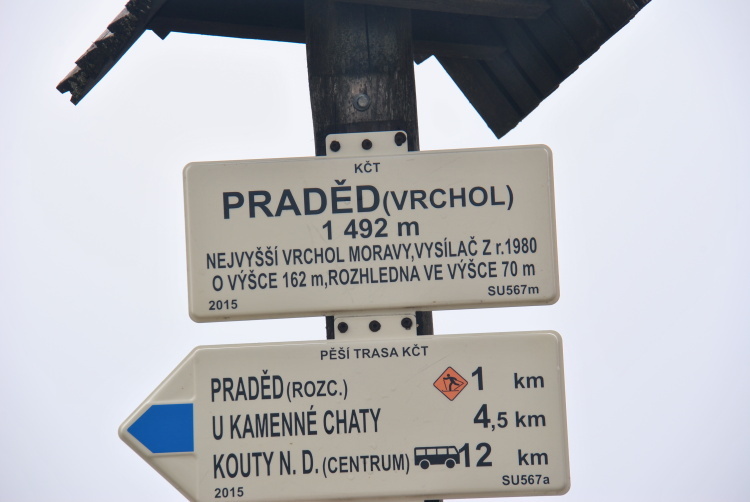 KČT
PRADĚD(VRCHOL)
1 492 m
NEJVYŠŠÍ VRCHOL MORAVY,VYSÍLAČ Z r.1980
O VÝŠCE 162 m,ROZHLEDNA VE VÝŠCE 70 m
2015 SU567m
PĚŠÍ TRASA KČT
PRADĚD(ROZC.) 1 km
U KAMENNÉ CHATY 4,5 km
KOUTY N. D.(CENTRUM) 12 km
2015 SU567a